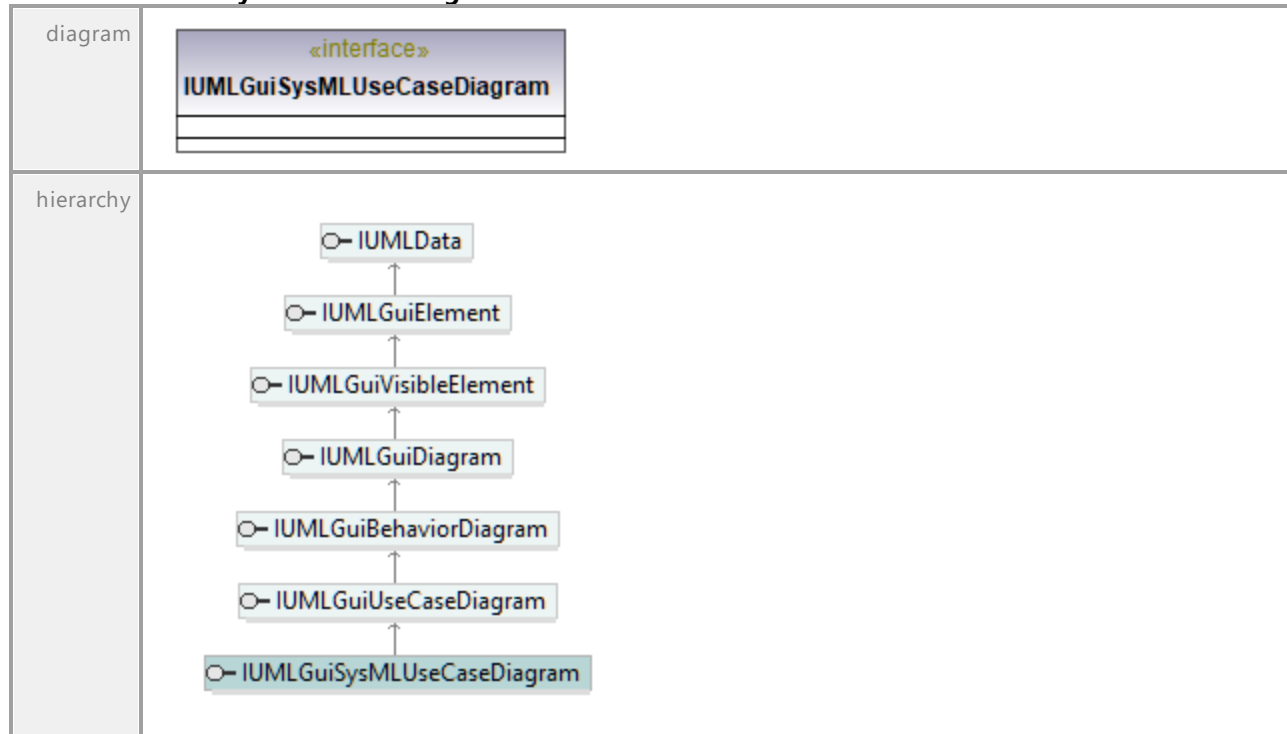 diagram
«interface»
IUMLGuiSysMLUseCaseDiagram
hierarchy
IUMLData
IUMLGuiElement
IUMLGuiVisibleElement
IUMLGuiDiagram
IUMLGuiBehaviorDiagram
IUMLGuiUseCaseDiagram
IUMLGuiSysMLUseCaseDiagram